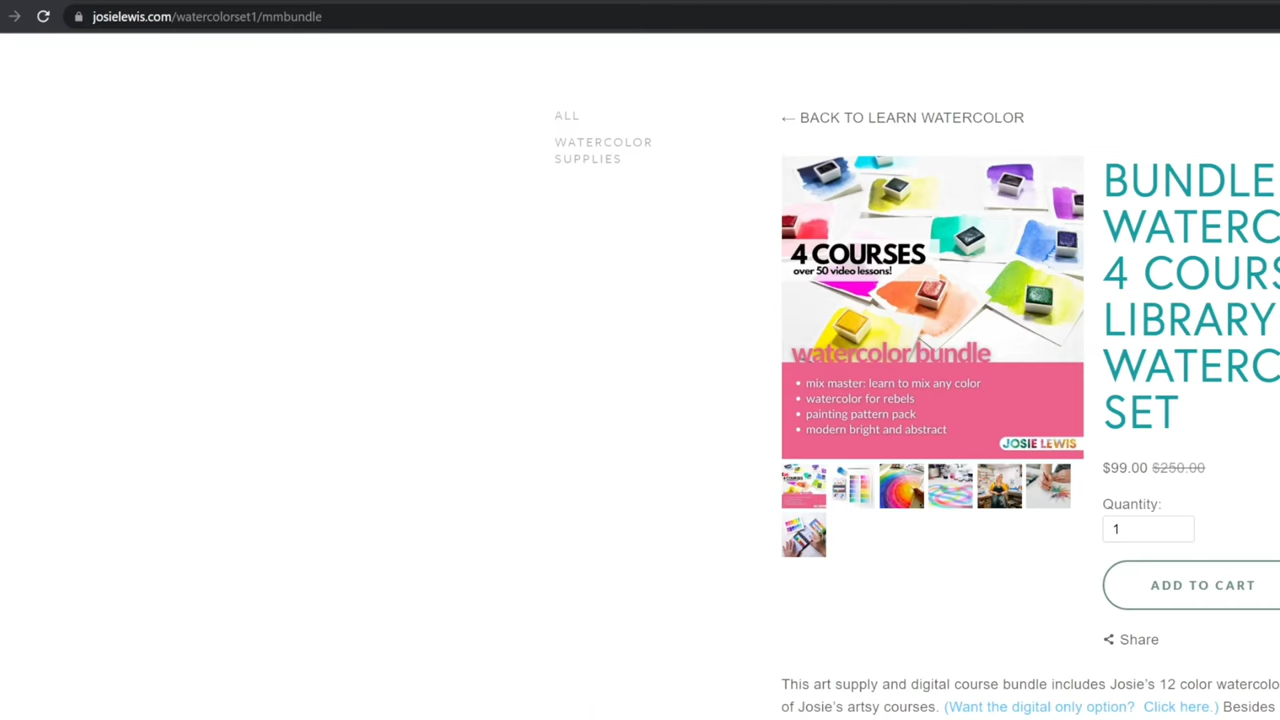 josielewis.com/watercolorset1/mmbundle
ALL
WATERCOLOR
SUPPLIES
← BACK TO LEARN WATERCOLOR
4 COURSES
over 50 video lessons!
watercolor bundle
• mix master: learn to mix any color
• watercolor for rebels
• painting pattern pack
• modern bright and abstract
JOSIE LEWIS
BUNDLE
WATERC
4 COURS
LIBRARY
WATERC
SET
$99.00 $250.00
Quantity:
1
ADD TO CART
Share
This art supply and digital course bundle includes Josie’s 12 color watercolo
of Josie’s artsy courses. (Want the digital only option? Click here.) Besides